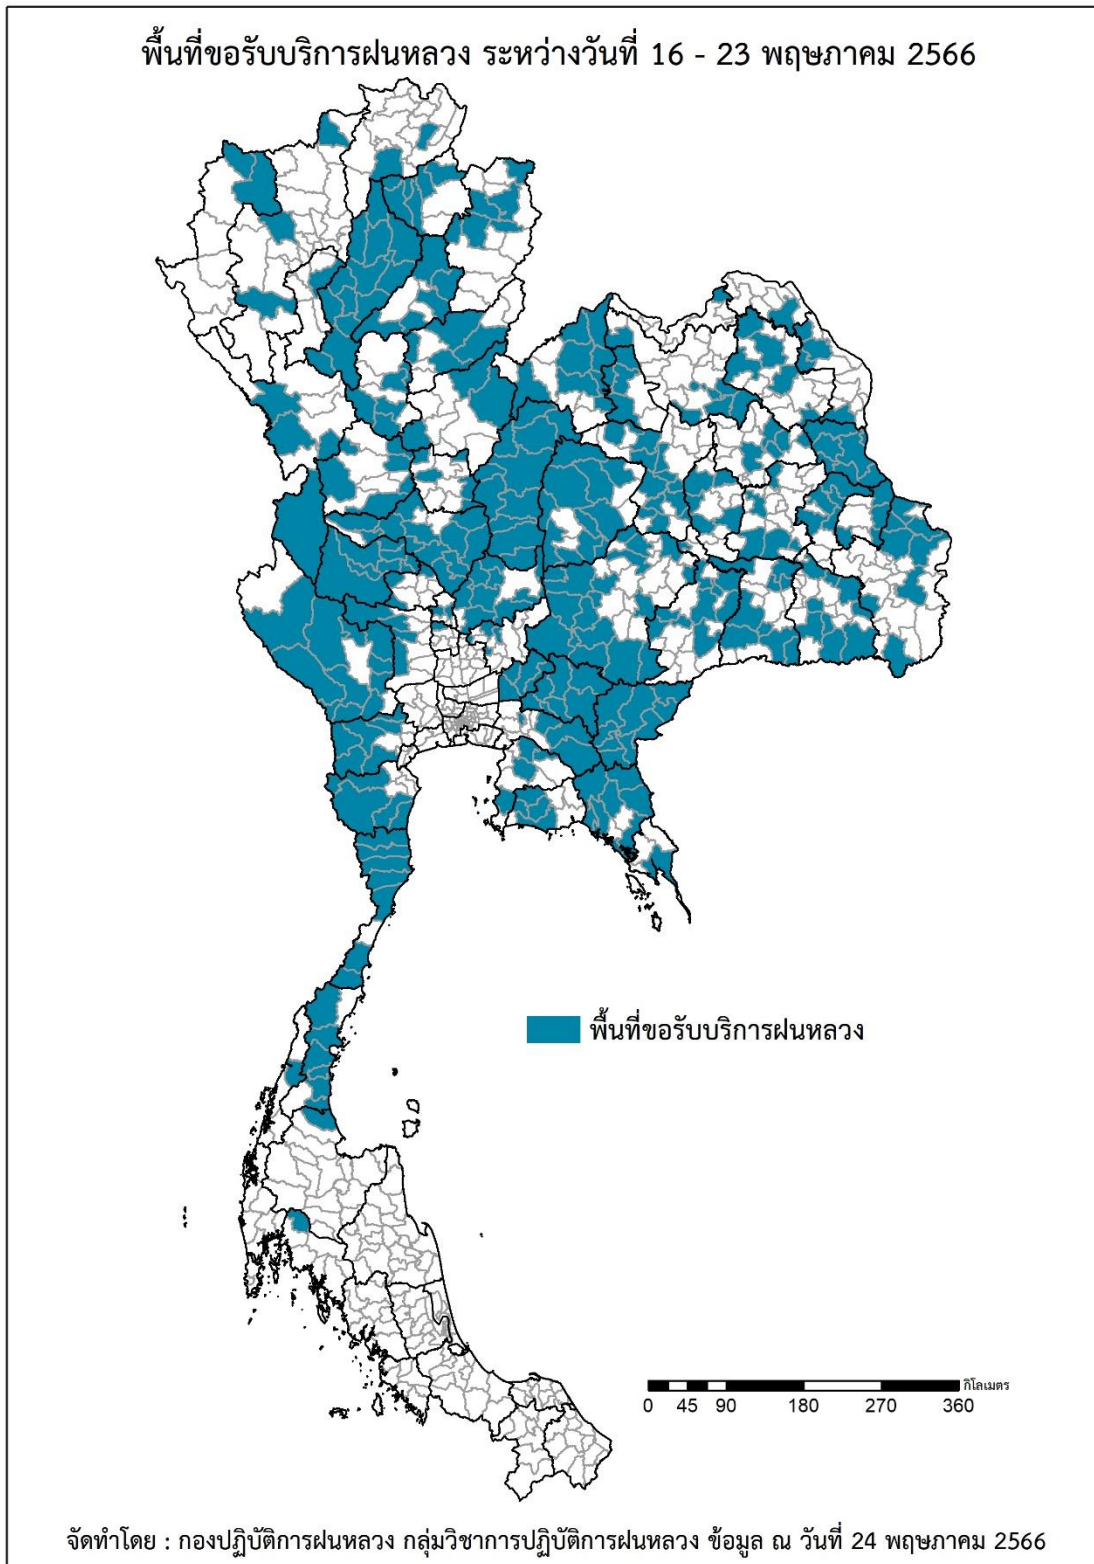 พื้นที่ขอรับบริการฝนหลวง ระหว่างวันที่ 16 - 23 พฤษภาคม 2566
พื้นที่ขอรับบริการฝนหลวง
กิโลเมตร
0 45 90 180 270 360
จัดทำโดย : กองปฏิบัติการฝนหลวง กลุ่มวิชาการปฏิบัติการฝนหลวง ข้อมูล ณ วันที่ 24 พฤษภาคม 2566